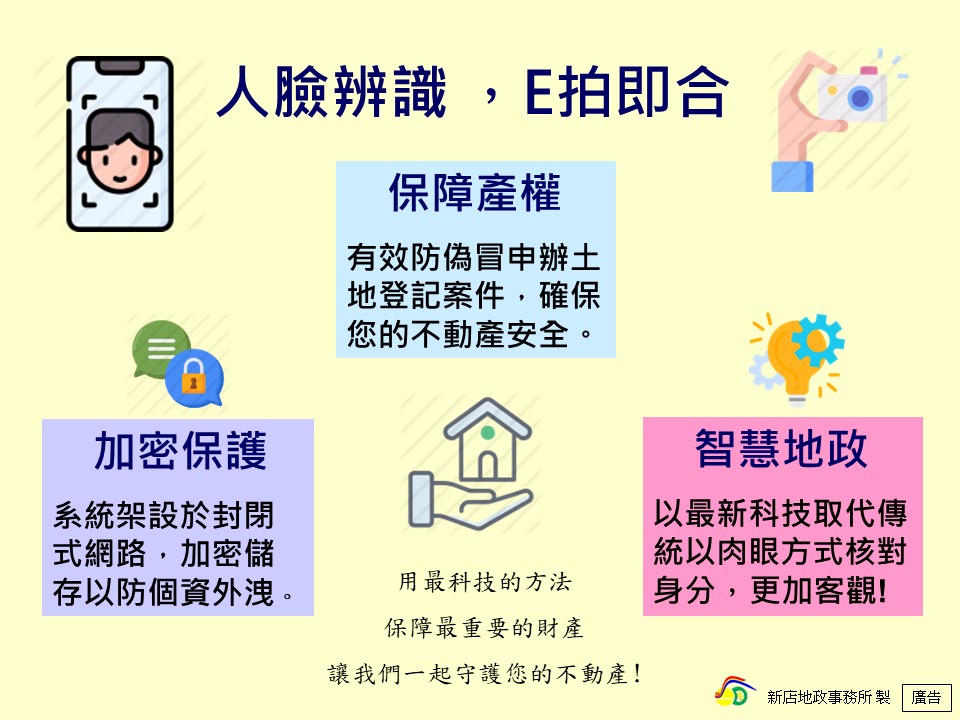 人臉辨識，E拍即合
保障產權
有效防偽冒申辦土
地登記案件，確保
您的不動產安全。
加密保護
系統架設於封閉
式網路，加密儲
存以防個資外洩。
智慧地政
以最新科技取代傳
統以肉眼方式核對
身分，更加客觀!
用最科技的方法
保障最重要的財產
讓我們一起守護您的不動產!
新店地政事務所 製
廣告